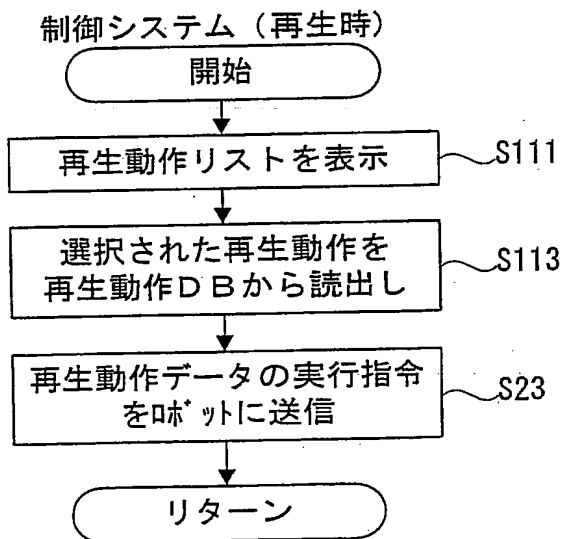 制御システム（再生時）
開始
再生動作リストを表示
S111
選択された再生動作を
再生動作ＤＢから読出し
S113
再生動作データの実行指令
をﾛﾎﾞｯﾄに送信
S23
リターン